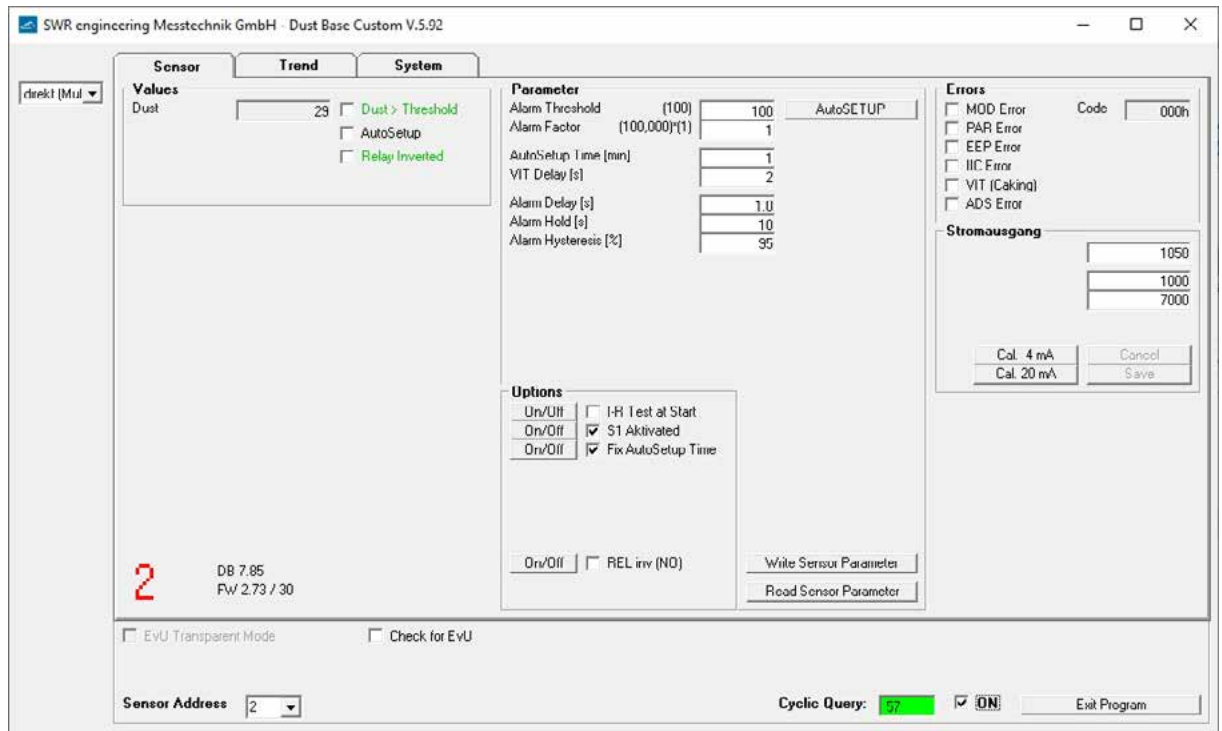 SWR engineering Messtechnik GmbH - Dust Base Custom V.5.92
Sensor Trend System
direkt (Mul
Values
Dust 29 Dust > Threshold
AutoSetup
Relay Inverted
Parameter
Alarm Threshold (100) 100 AutoSETUP
Alarm Factor (100,000)*(1) 1
AutoSetup Time [min] 1
VIT Delay [s] 2
Alarm Delay [s] 1.0
Alarm Hold [s] 10
Alarm Hysteresis [%] 95
Errors
MOD Error Code 000h
PAR Error
EEP Error
IIC Error
VIT (Caking)
ADS Error
Stromausgang
1050
1000
7000
Cal. 4 mA Cancel
Cal. 20 mA Save
Options
On/Off I-R Test at Start
On/Off S1 Aktivated
On/Off Fix AutoSetup Time
On/Off REL inv (NO)
Write Sensor Parameter
Read Sensor Parameter
2
DB 7.85
FW 2.73 / 30
EvU Transparent Mode Check for EvU
Sensor Address 2 Cyclic Query: 57 ON Exit Program